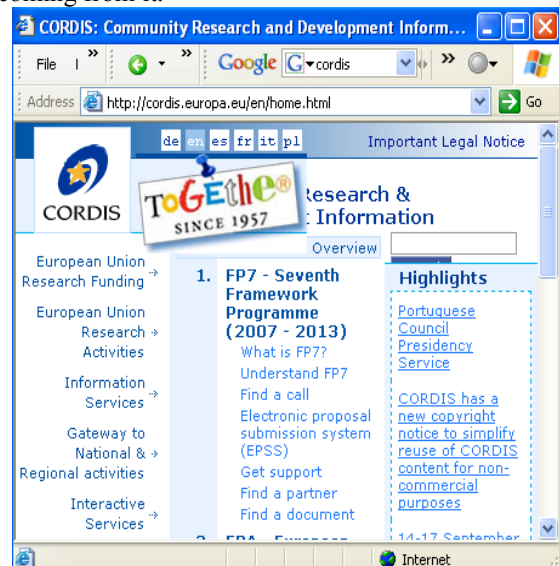 CORDIS: Community Research and Development Inform...
File
Google G cordis
Address http://cordis.europa.eu/en/home.html Go
de en es fr it pl Important Legal Notice
CORDIS
ToGEthe®
SINCE 1957
Research &
Information
Overview
European Union
Research Funding
European Union
Research
Activities
Information
Services
Gateway to
National &
Regional activities
Interactive
Services
1. FP7 - Seventh
Framework
Programme
(2007 - 2013)
What is FP7?
Understand FP7
Find a call
Electronic proposal
submission system
(EPSS)
Get support
Find a partner
Find a document
Highlights
Portuguese
Council
Presidency
Service
CORDIS has a
new copyright
notice to simplify
reuse of CORDIS
content for non-
commercial
purposes
14-17 September
Internet